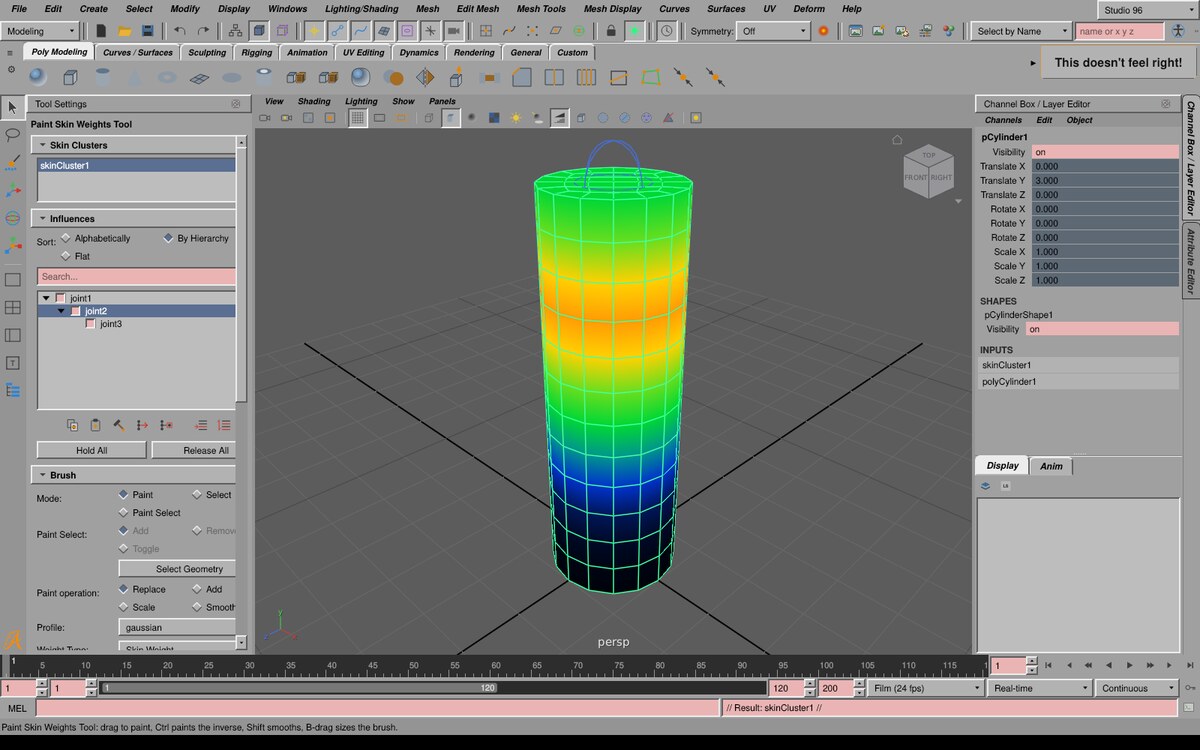 File Edit Create Select Modify Display Windows Lighting/Shading Mesh Edit Mesh Mesh Tools Mesh Display Curves Surfaces UV Deform Help
Studio 96
Modeling
Symmetry: Off
Select by Name
name or x y z
Poly Modeling Curves / Surfaces Sculpting Rigging Animation UV Editing Dynamics Rendering General Custom
This doesn't feel right!
Tool Settings
Paint Skin Weights Tool
Skin Clusters
skinCluster1
Influences
Sort: Alphabetically By Hierarchy
Flat
Search...
joint1
joint2
joint3
Hold All Release All
Brush
Mode: Paint Select
Paint Select
Paint Select: Add Remove
Toggle
Select Geometry
Paint operation: Replace Add
Scale Smooth
Profile: gaussian
Weight Type: Skin Weight
View Shading Lighting Show Panels
TOP
FRONT RIGHT
y
persp
Channel Box / Layer Editor
Channels Edit Object
pCylinder1
Visibility on
Translate X 0.000
Translate Y 3.000
Translate Z 0.000
Rotate X 0.000
Rotate Y 0.000
Rotate Z 0.000
Scale X 1.000
Scale Y 1.000
Scale Z 1.000
SHAPES
pCylinderShape1
Visibility on
INPUTS
skinCluster1
polyCylinder1
Display Anim
Channel Box / Layer Editor
Attribute Editor
1 5 10 15 20 25 30 35 40 45 50 55 60 65 70 75 80 85 90 95 100 105 110 115 1
1
1 1 1 120 120 200 Film (24 fps) Real-time Continuous
MEL // Result: skinCluster1 //
Paint Skin Weights Tool: drag to paint, Ctrl paints the inverse, Shift smooths, B-drag sizes the brush.